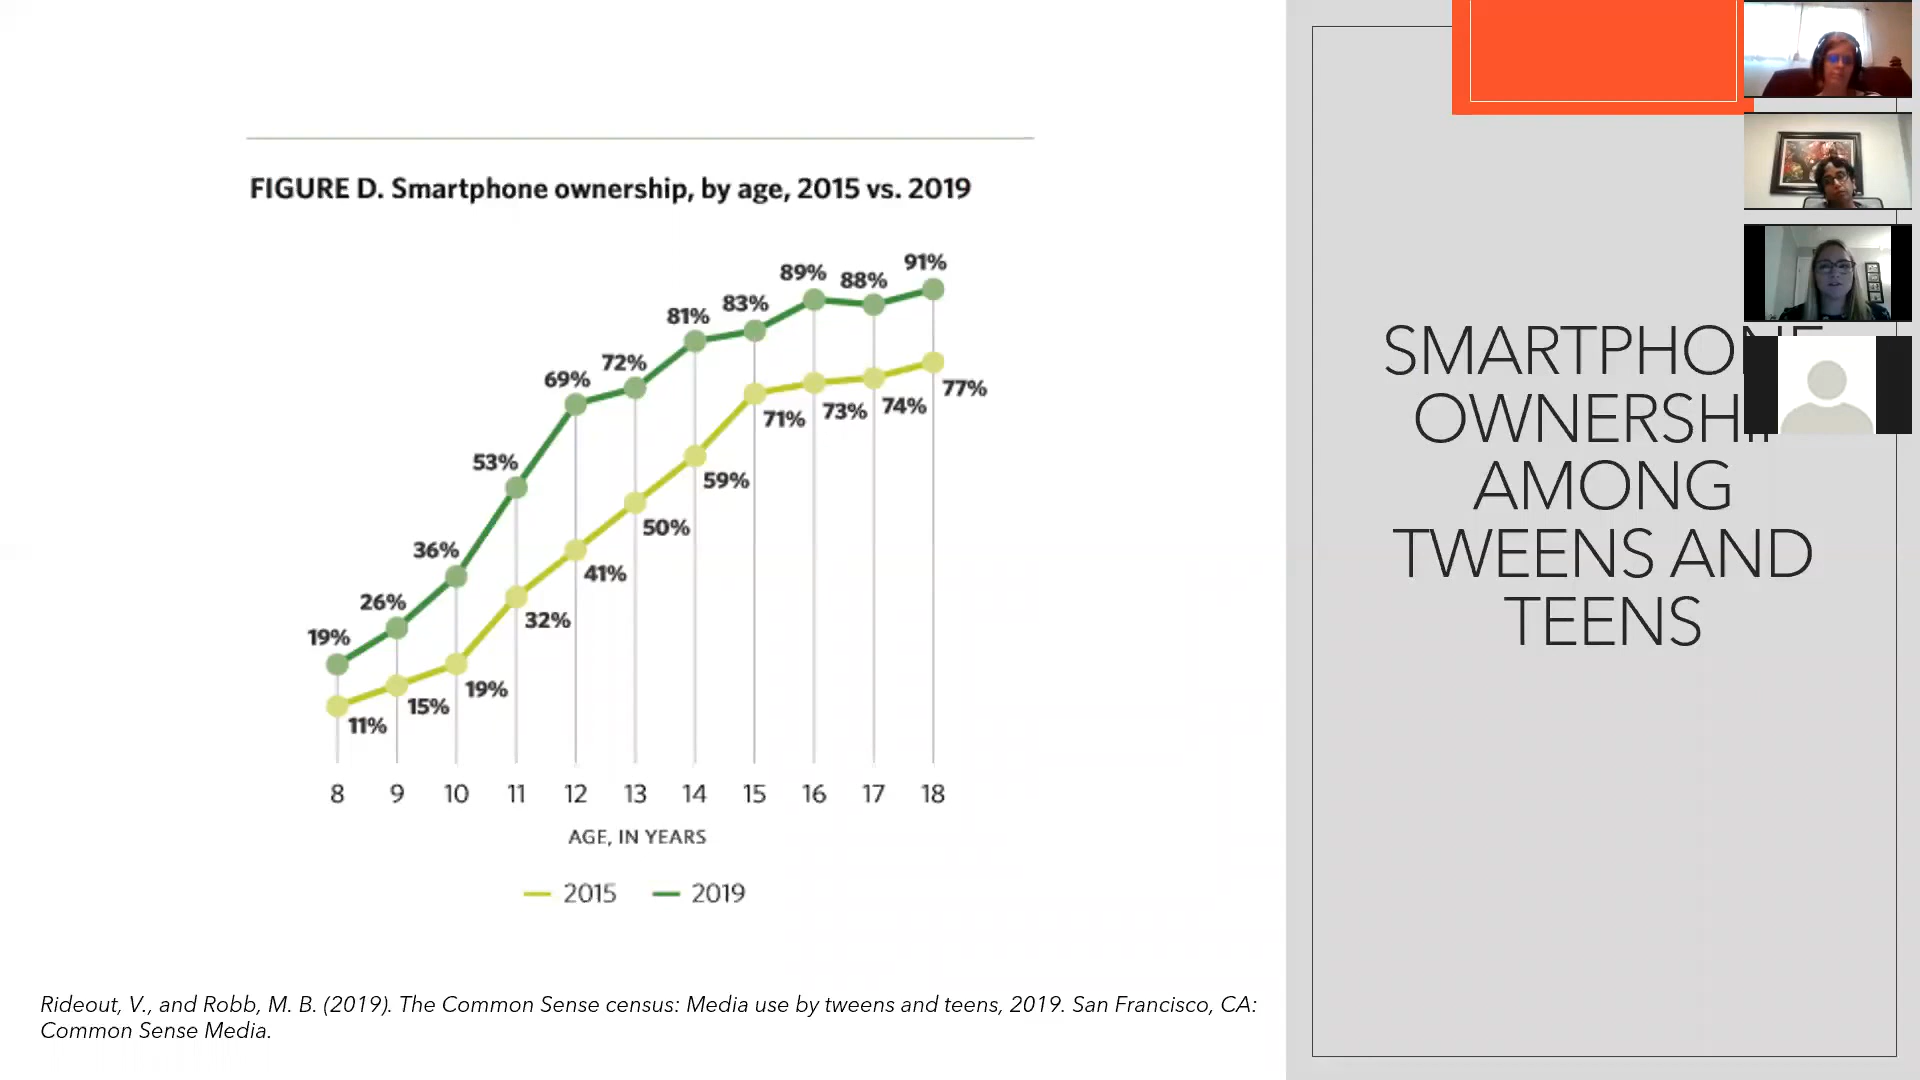 FIGURE D. Smartphone ownership, by age, 2015 vs. 2019
91%
89%
88%
83%
81%
72%
69%
77%
74%
73%
71%
53%
59%
50%
36%
41%
26%
32%
19%
19%
15%
11%
8 9 10 11 12 13 14 15 16 17 18
AGE, IN YEARS
2015 2019
Rideout, V., and Robb, M. B. (2019). The Common Sense census: Media use by tweens and teens, 2019. San Francisco, CA:
Common Sense Media.
AMONG
TWEENS AND
TEENS